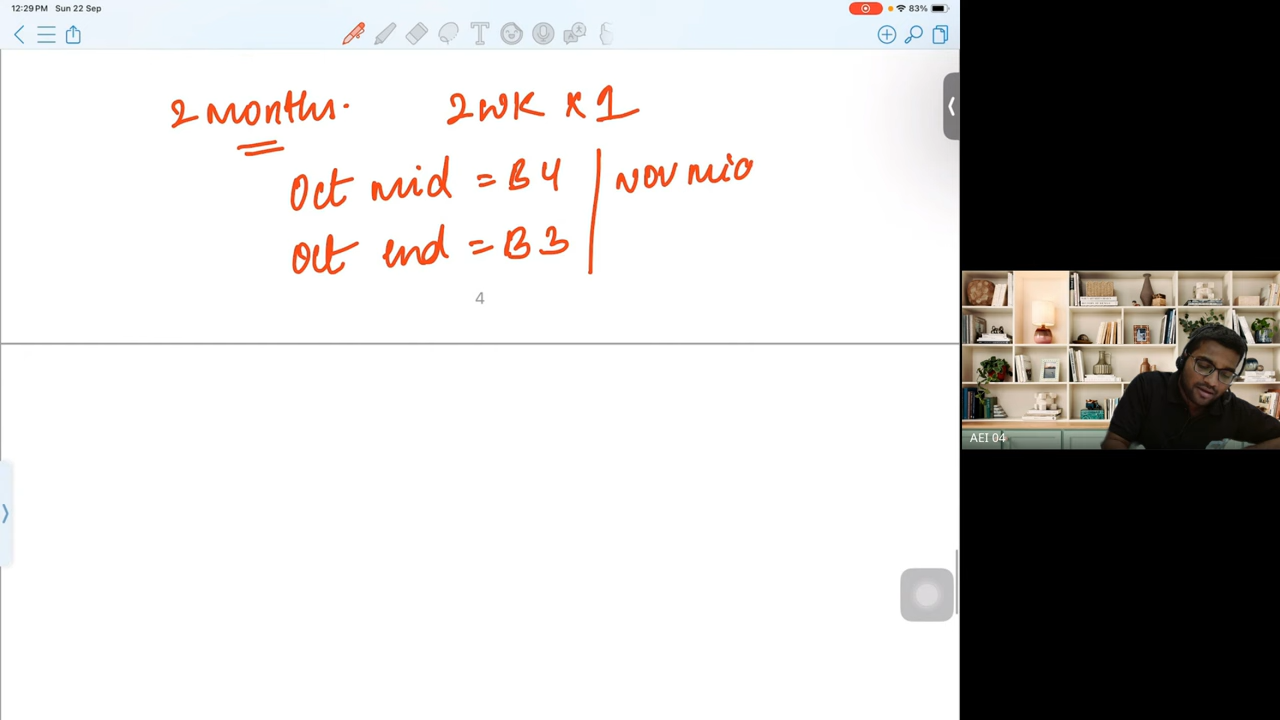 12:29 PM Sun 22 Sep 83%
2 months. 2WK x 1
Oct mid = B4 Nov mid
Oct end = B3
4
AEI 04